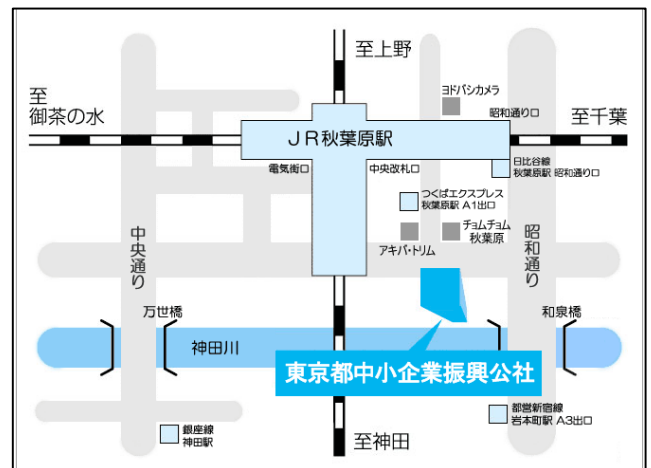 至上野
至
御茶の水
ヨドバシカメラ
昭和通り口
至千葉
JR秋葉原駅
電気街口
中央改札口
日比谷線
秋葉原駅 昭和通り口
つくばエクスプレス
秋葉原駅 A1出口
チョムチョム
秋葉原
アキバ・トリム
中央通り
昭和通り
万世橋
和泉橋
神田川
東京都中小企業振興公社
銀座線
神田駅
至神田
都営新宿線
岩本町駅 A3出口